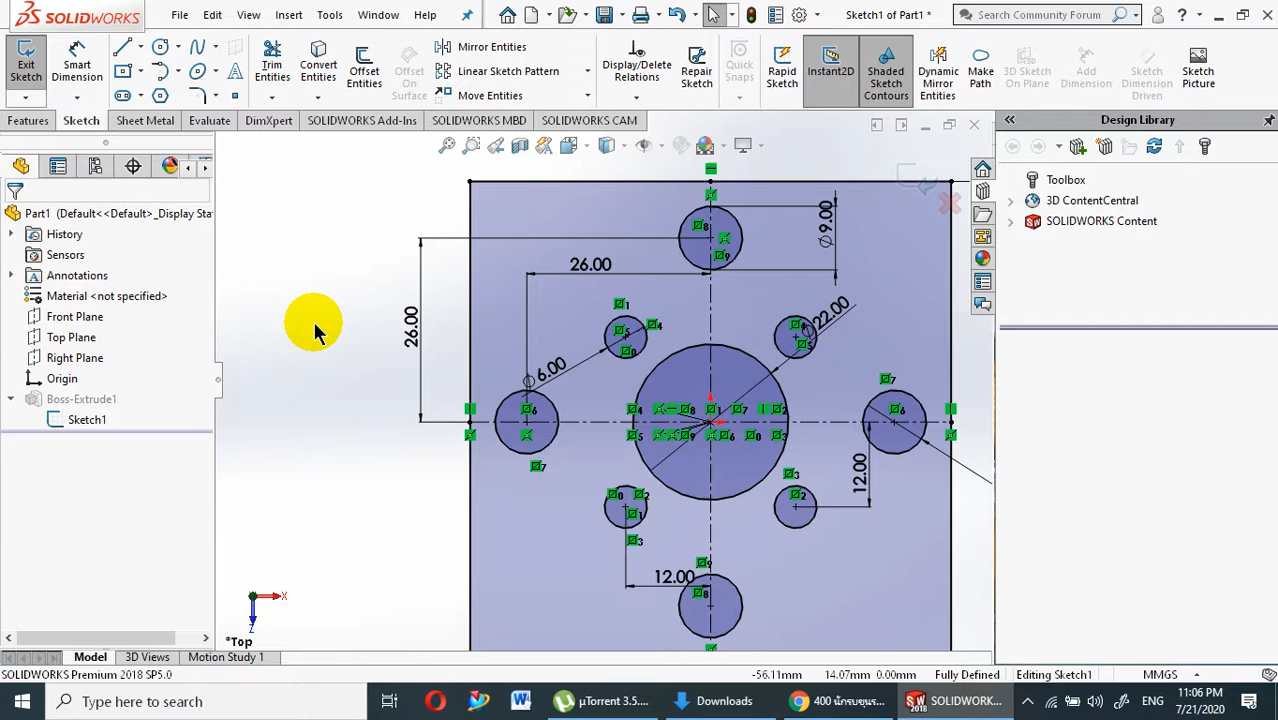 SOLIDWORKS
File Edit View Insert Tools Window Help
Sketch1 of Part1 *
Search Community Forum
Exit Sketch
Smart Dimension
Trim Entities
Convert Entities
Offset Entities
Offset On Surface
Mirror Entities
Linear Sketch Pattern
Move Entities
Display/Delete Relations
Repair Sketch
Quick Snaps
Rapid Sketch
Instant2D
Shaded Sketch Contours
Dynamic Mirror Entities
Make Path
3D Sketch On Plane
Add Dimension
Sketch Dimension Driven
Sketch Picture
Features Sketch Sheet Metal Evaluate DimXpert SOLIDWORKS Add-Ins SOLIDWORKS MBD SOLIDWORKS CAM
Design Library
Toolbox
3D ContentCentral
SOLIDWORKS Content
Part1 (Default<<Default>_Display Sta
History
Sensors
Annotations
Material <not specified>
Front Plane
Top Plane
Right Plane
Origin
Boss-Extrude1
Sketch1
∅9.00
26.00
26.00
∅22.00
∅6.00
12.00
12.00
X
Z
*Top
Model 3D Views Motion Study 1
SOLIDWORKS Premium 2018 SP5.0
-56.11mm 14.07mm 0.00mm Fully Defined Editing Sketch1 MMGS
Type here to search
µTorrent 3.5....
Downloads
400 นักรบขุนร...
SOLIDWORK...
ENG
11:06 PM
7/21/2020